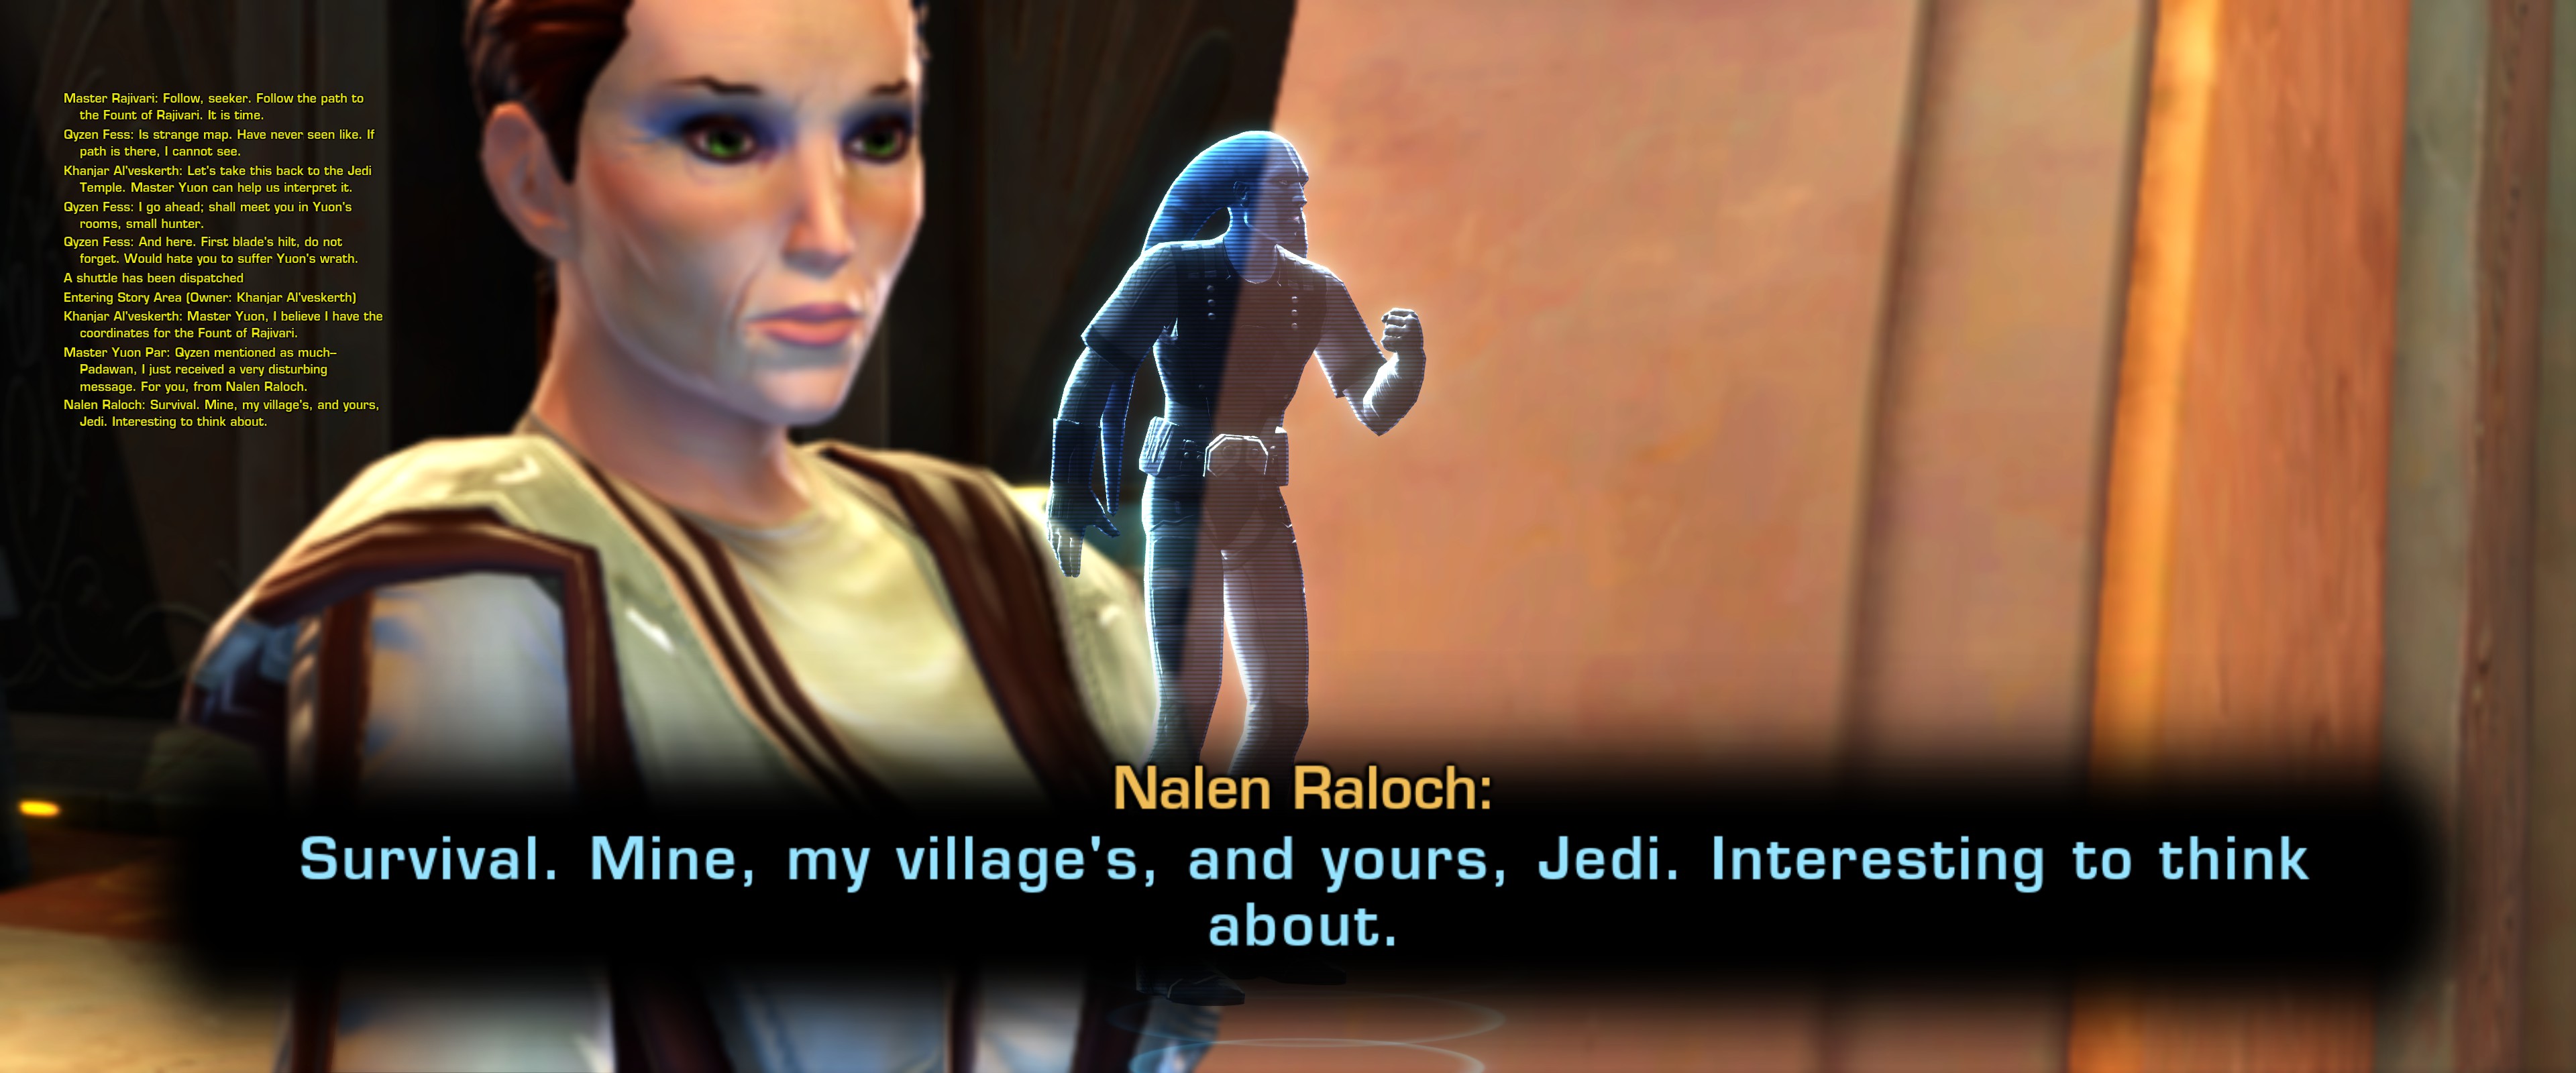 Master Rajivari: Follow, seeker. Follow the path to
the Fount of Rajivari. It is time.
Qyzen Fess: Is strange map. Have never seen like. If
path is there, I cannot see.
Khanjar Al'veskerth: Let's take this back to the Jedi
Temple. Master Yuon can help us interpret it.
Qyzen Fess: I go ahead; shall meet you in Yuon's
rooms, small hunter.
Qyzen Fess: And here. First blade's hilt, do not
forget. Would hate you to suffer Yuon's wrath.
A shuttle has been dispatched
Entering Story Area (Owner: Khanjar Al'veskerth)
Khanjar Al'veskerth: Master Yuon, I believe I have the
coordinates for the Fount of Rajivari.
Master Yuon Par: Qyzen mentioned as much–
Padawan, I just received a very disturbing
message. For you, from Nalen Raloch.
Nalen Raloch: Survival. Mine, my village's, and yours,
Jedi. Interesting to think about.
Nalen Raloch:
Survival. Mine, my village's, and yours, Jedi. Interesting to think
about.